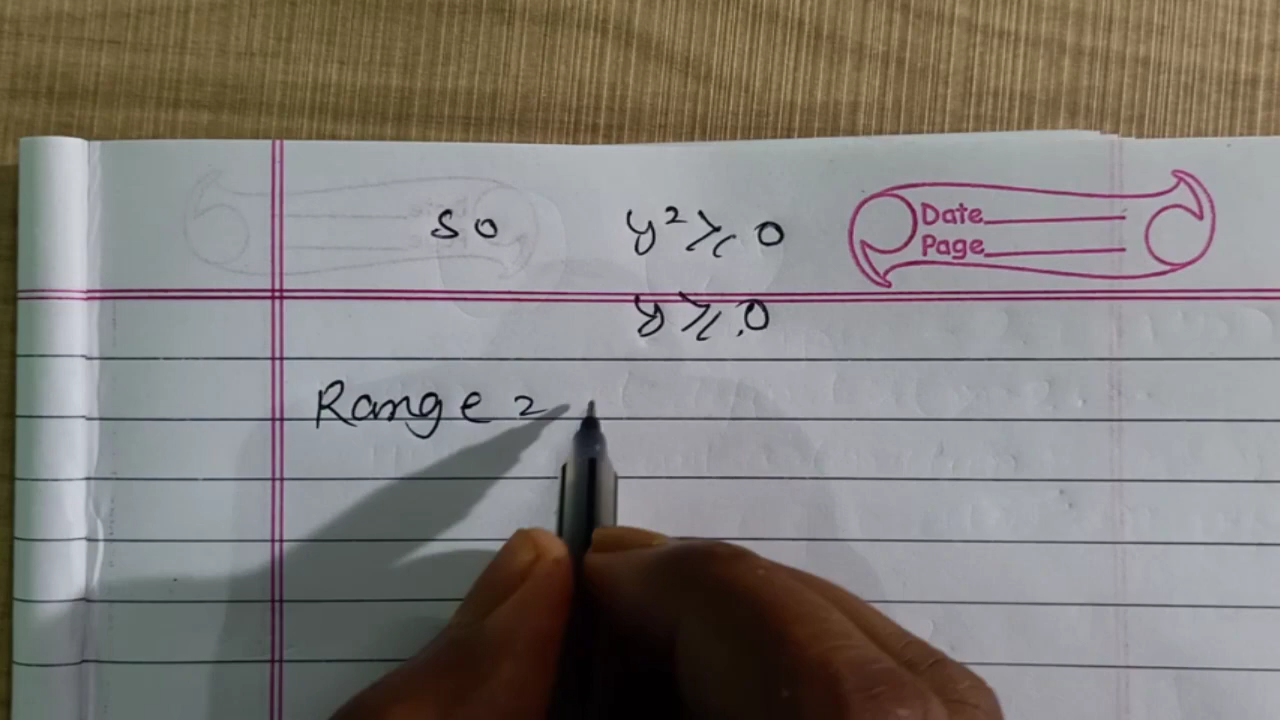 so y² ≥ 0
Date
Page
y ≥ 0
Range =